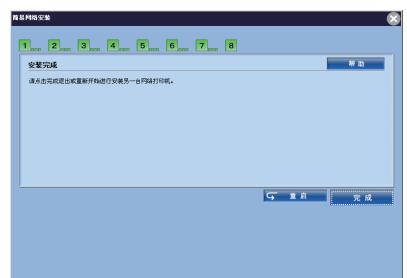 简易网络安装
1 2 3 4 5 6 7 8
安装完成
帮 助
请点击完成退出或重新开始进行安装另一台网络打印机。
重 启
完 成